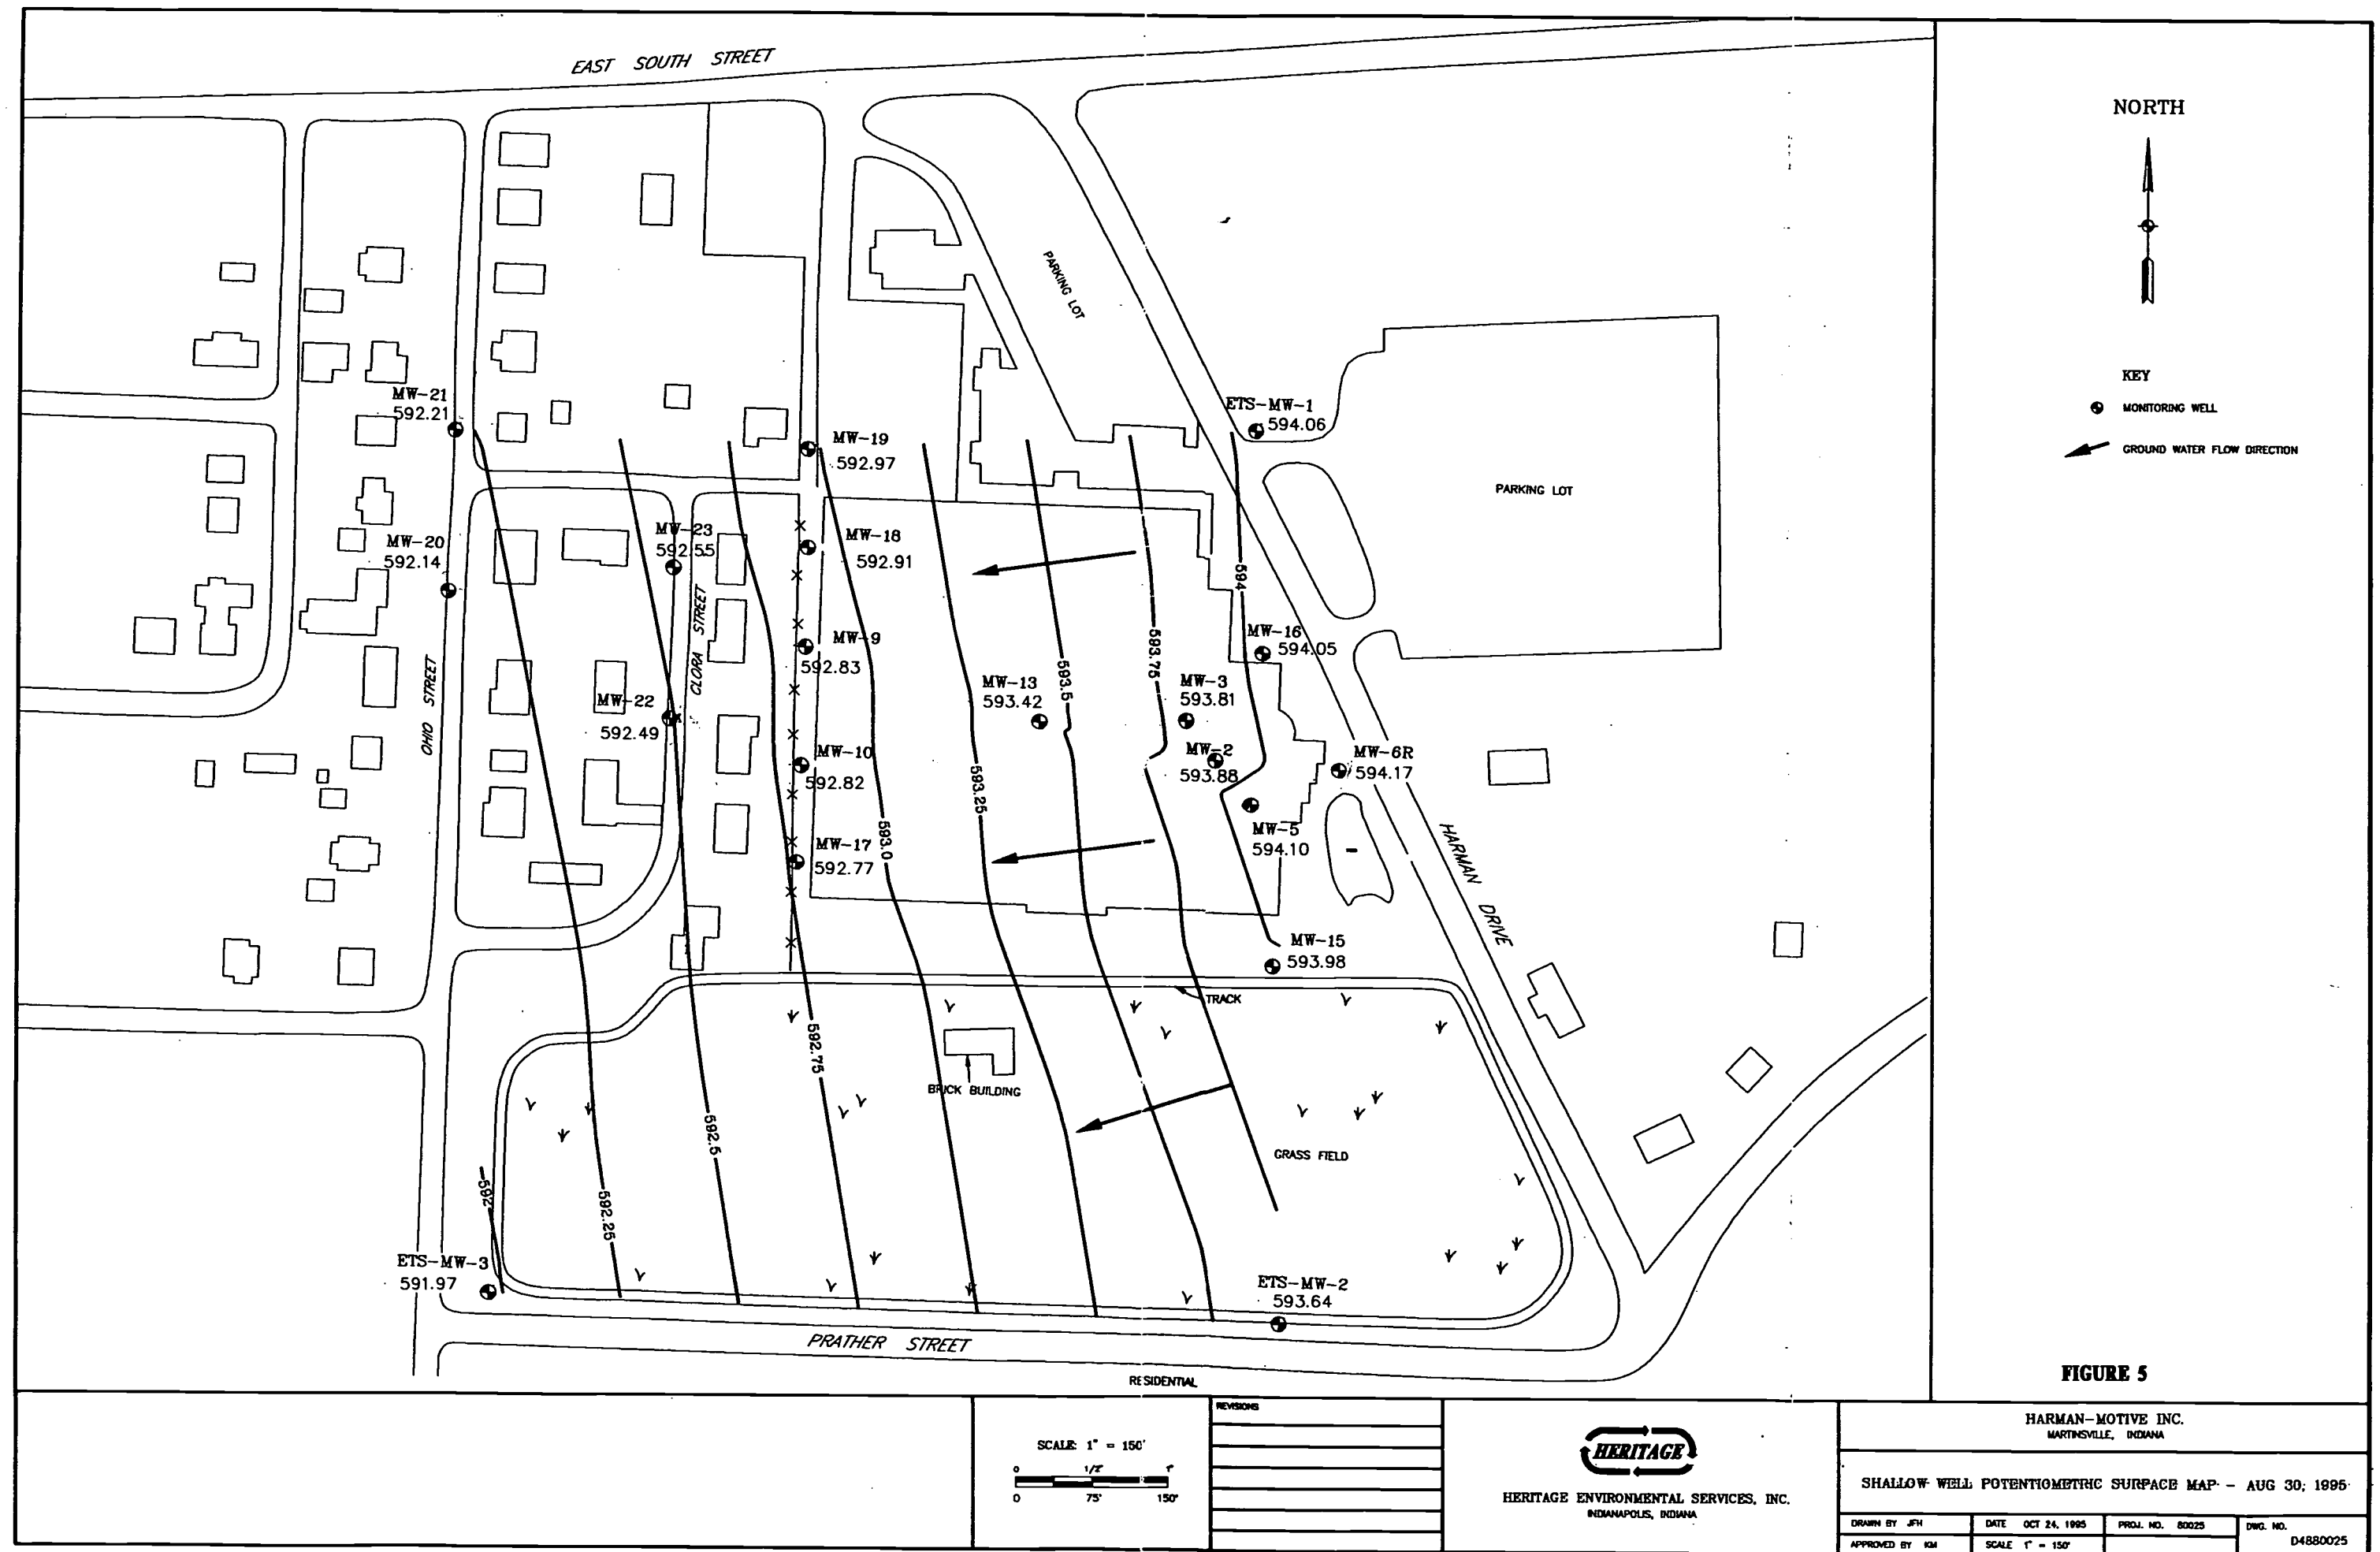 EAST SOUTH STREET
NORTH
PARKING LOT
KEY
MONITORING WELL
GROUND WATER FLOW DIRECTION
MW-21
592.21
ETS-MW-1
594.06
MW-19
592.97
PARKING LOT
MW-23
592.55
MW-18
592.91
MW-20
592.14
594
CLORA STREET
MW-9
592.83
MW-16
594.05
593.75
593.5
OHIO STREET
MW-22
592.49
MW-13
593.42
MW-3
593.81
MW-2
593.88
MW-6R
594.17
MW-10
592.82
593.25
593.0
MW-5
594.10
MW-17
592.77
HARMAN DRIVE
MW-15
593.98
TRACK
592.75
BRICK BUILDING
592.5
GRASS FIELD
592
592.25
ETS-MW-3
591.97
ETS-MW-2
593.64
PRATHER STREET
RESIDENTIAL
FIGURE 5
SCALE: 1" = 150'
0 1/2" 1"
0 75' 150'
REVISIONS
HERITAGE
HERITAGE ENVIRONMENTAL SERVICES, INC.
INDIANAPOLIS, INDIANA
HARMAN-MOTIVE INC.
MARTINSVILLE, INDIANA
SHALLOW WELL POTENTIOMETRIC SURFACE MAP - AUG 30, 1995
DRAWN BY JFH
DATE OCT 24, 1995
PROJ. NO. 80025
DWG. NO.
D4880025
APPROVED BY KM
SCALE 1" = 150'